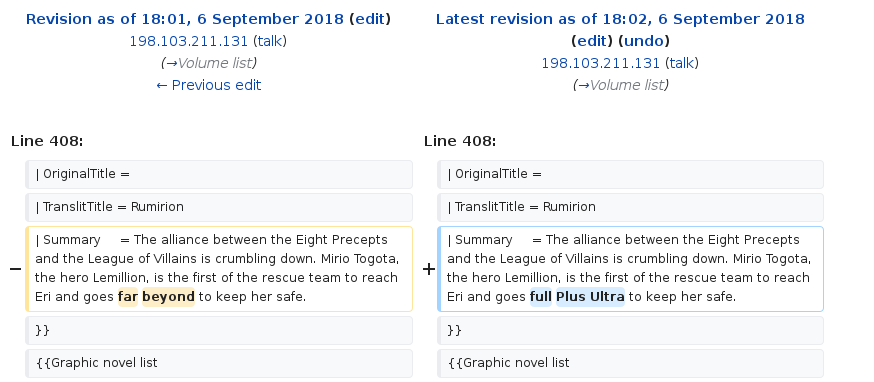 Revision as of 18:01, 6 September 2018 (edit)
198.103.211.131 (talk)
(→Volume list)
← Previous edit
Latest revision as of 18:02, 6 September 2018
(edit) (undo)
198.103.211.131 (talk)
(→Volume list)
Line 408:
Line 408:
| OriginalTitle =
| OriginalTitle =
| TranslitTitle = Rumirion
| TranslitTitle = Rumirion
− | Summary = The alliance between the Eight Precepts
and the League of Villains is crumbling down. Mirio Togota,
the hero Lemillion, is the first of the rescue team to reach
Eri and goes far beyond to keep her safe.
+ | Summary = The alliance between the Eight Precepts
and the League of Villains is crumbling down. Mirio Togota,
the hero Lemillion, is the first of the rescue team to reach
Eri and goes full Plus Ultra to keep her safe.
}}
}}
{{Graphic novel list
{{Graphic novel list